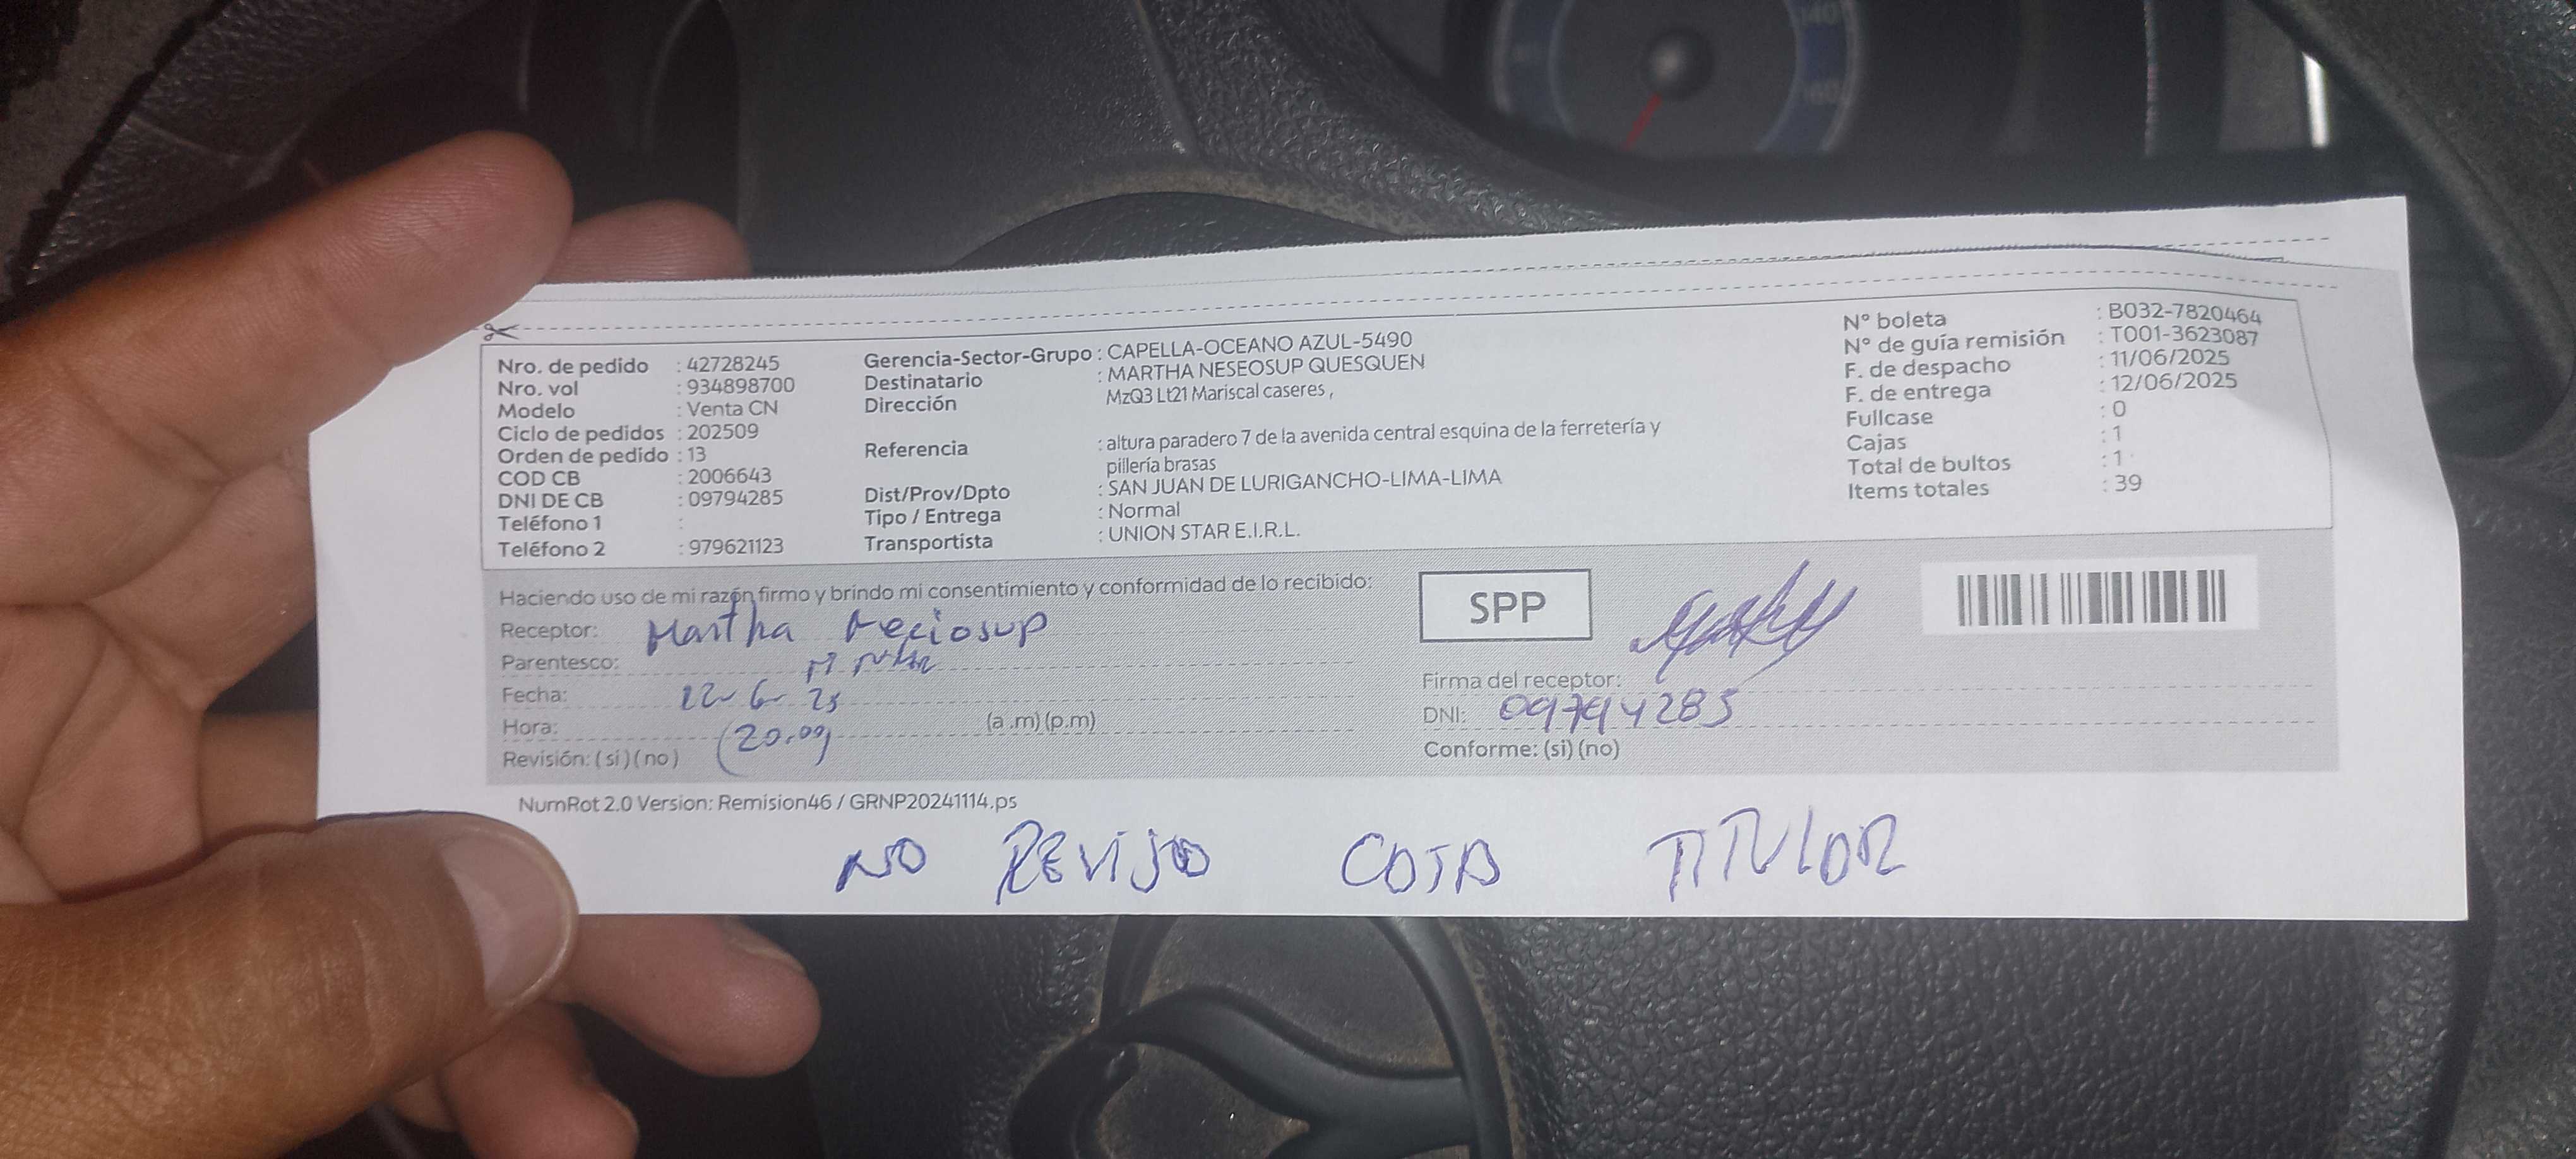 Nro. de pedido : 42728245
Nro. vol : 934898700
Modelo : Venta CN
Ciclo de pedidos : 202509
Orden de pedido : 13
COD CB : 2006643
DNI DE CB : 09794285
Teléfono 1 :
Teléfono 2 : 979621123
Gerencia-Sector-Grupo : CAPELLA-OCEANO AZUL-5490
Destinatario : MARTHA NESEOSUP QUESQUEN
Dirección MzQ3 Lt21 Mariscal caseres ,
Referencia : altura paradero 7 de la avenida central esquina de la ferretería y
pillería brasas
Dist/Prov/Dpto : SAN JUAN DE LURIGANCHO-LIMA-LIMA
Tipo / Entrega : Normal
Transportista : UNION STAR E.I.R.L.
N° boleta : B032-7820464
N° de guía remisión : T001-3623087
F. de despacho : 11/06/2025
F. de entrega : 12/06/2025
Fullcase : 0
Cajas : 1
Total de bultos : 1
Items totales : 39
Haciendo uso de mi razón firmo y brindo mi consentimiento y conformidad de lo recibido:
Receptor: Martha Neciosup
Parentesco:
Fecha: 12-6-25
Hora: (20.09) (a .m) (p.m)
Revisión: ( si ) ( no )
SPP
Firma del receptor:
DNI: 09794285
Conforme: (si) (no)
NumRot 2.0 Version: Remision46 / GRNP20241114.ps
NO REVISO COTA TITULAR
140
160